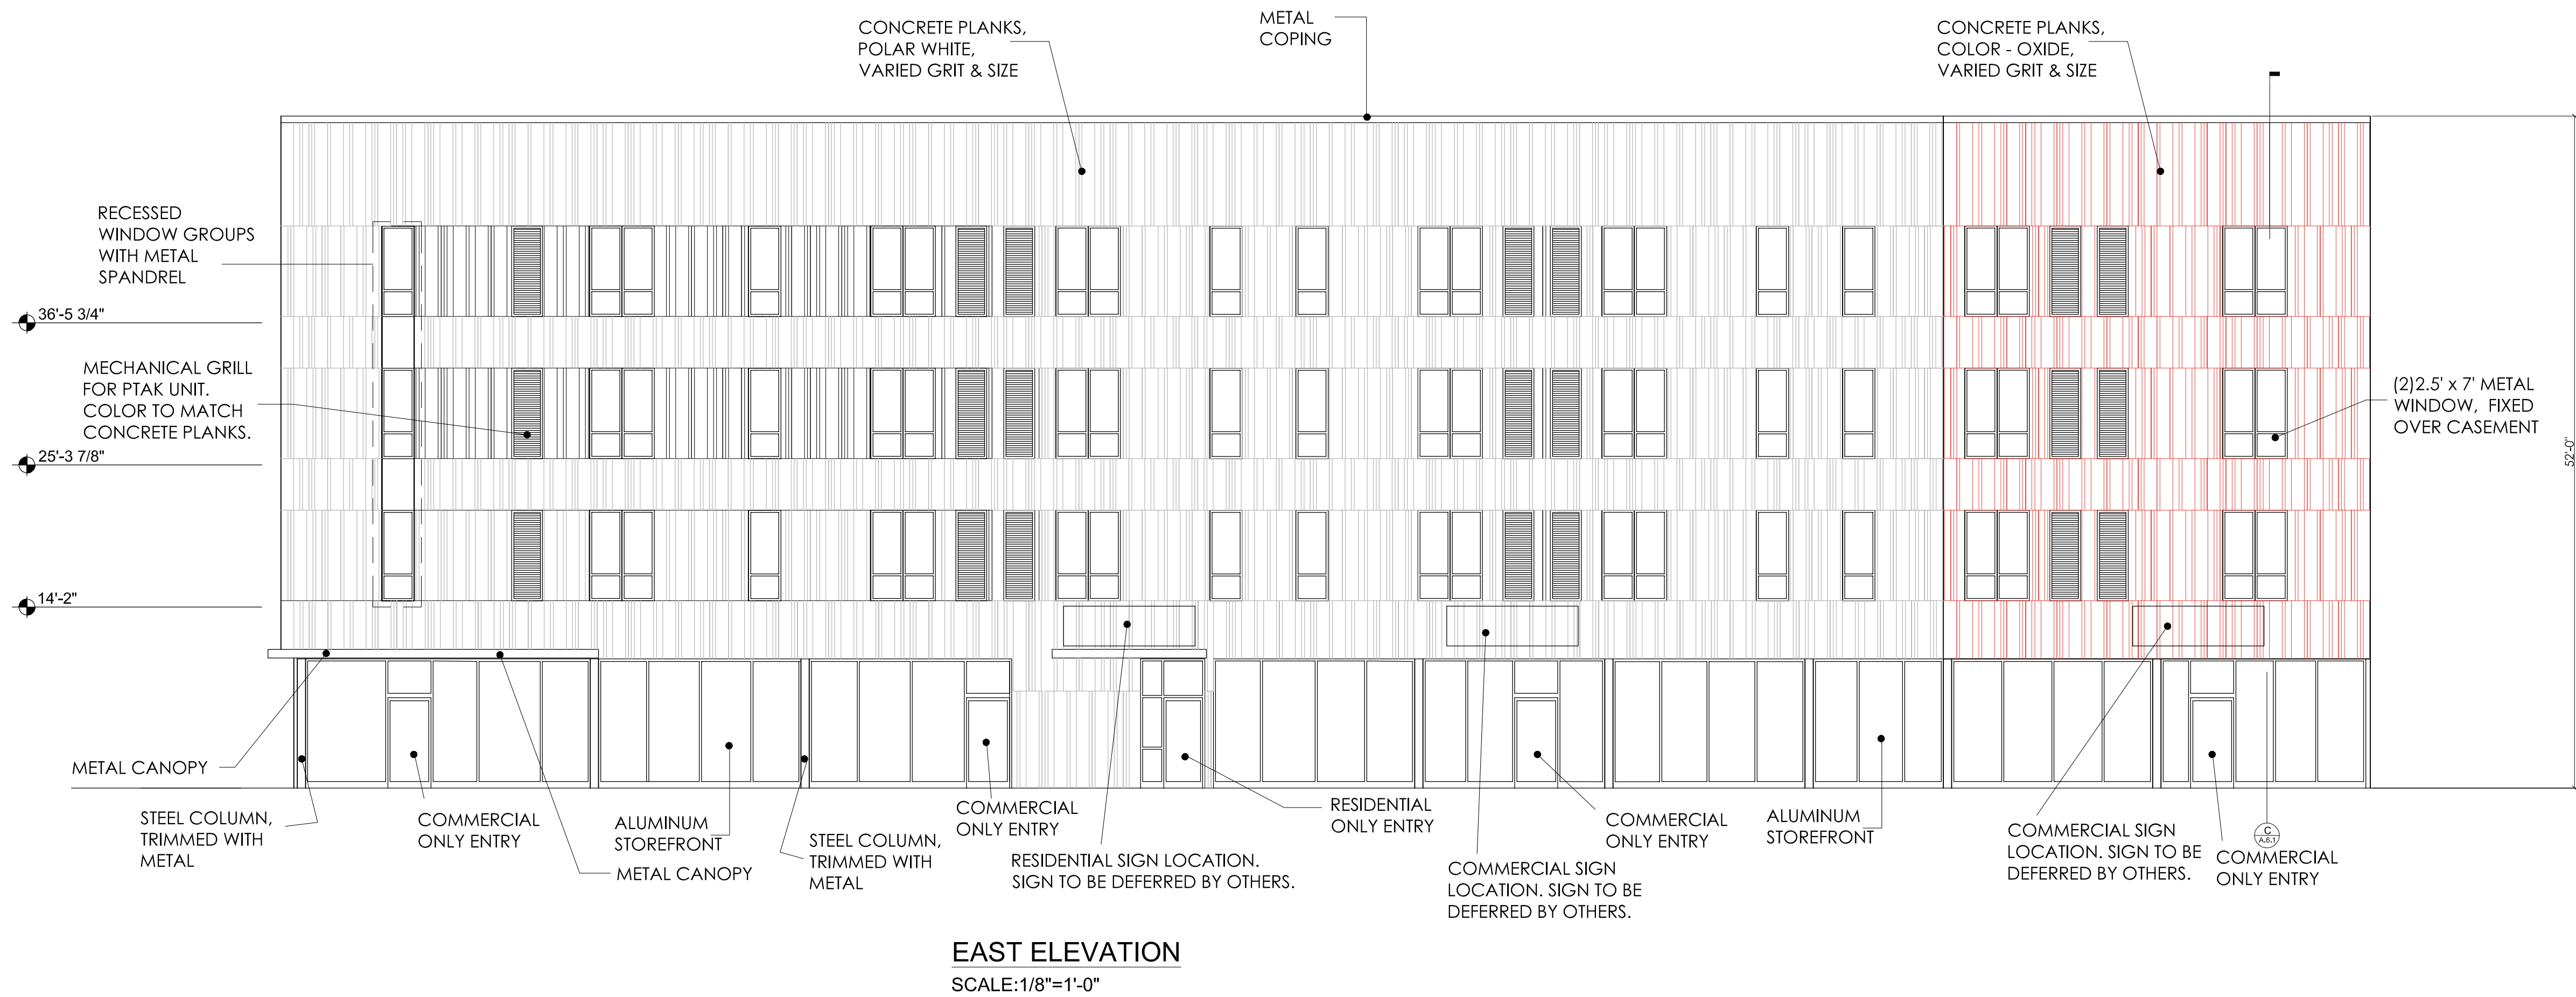 CONCRETE PLANKS,
POLAR WHITE,
VARIED GRIT & SIZE
METAL
COPING
CONCRETE PLANKS,
COLOR - OXIDE,
VARIED GRIT & SIZE
RECESSED
WINDOW GROUPS
WITH METAL
SPANDREL
36'-5 3/4"
MECHANICAL GRILL
FOR PTAK UNIT.
COLOR TO MATCH
CONCRETE PLANKS.
25'-3 7/8"
14'-2"
(2)2.5' x 7' METAL
WINDOW, FIXED
OVER CASEMENT
52'-0"
METAL CANOPY
STEEL COLUMN,
TRIMMED WITH
METAL
COMMERCIAL
ONLY ENTRY
ALUMINUM
STOREFRONT
METAL CANOPY
STEEL COLUMN,
TRIMMED WITH
METAL
COMMERCIAL
ONLY ENTRY
RESIDENTIAL SIGN LOCATION.
SIGN TO BE DEFERRED BY OTHERS.
RESIDENTIAL
ONLY ENTRY
COMMERCIAL SIGN
LOCATION. SIGN TO BE
DEFERRED BY OTHERS.
COMMERCIAL
ONLY ENTRY
ALUMINUM
STOREFRONT
COMMERCIAL SIGN
LOCATION. SIGN TO BE
DEFERRED BY OTHERS.
C
A.6.1
COMMERCIAL
ONLY ENTRY
EAST ELEVATION
SCALE:1/8"=1'-0"